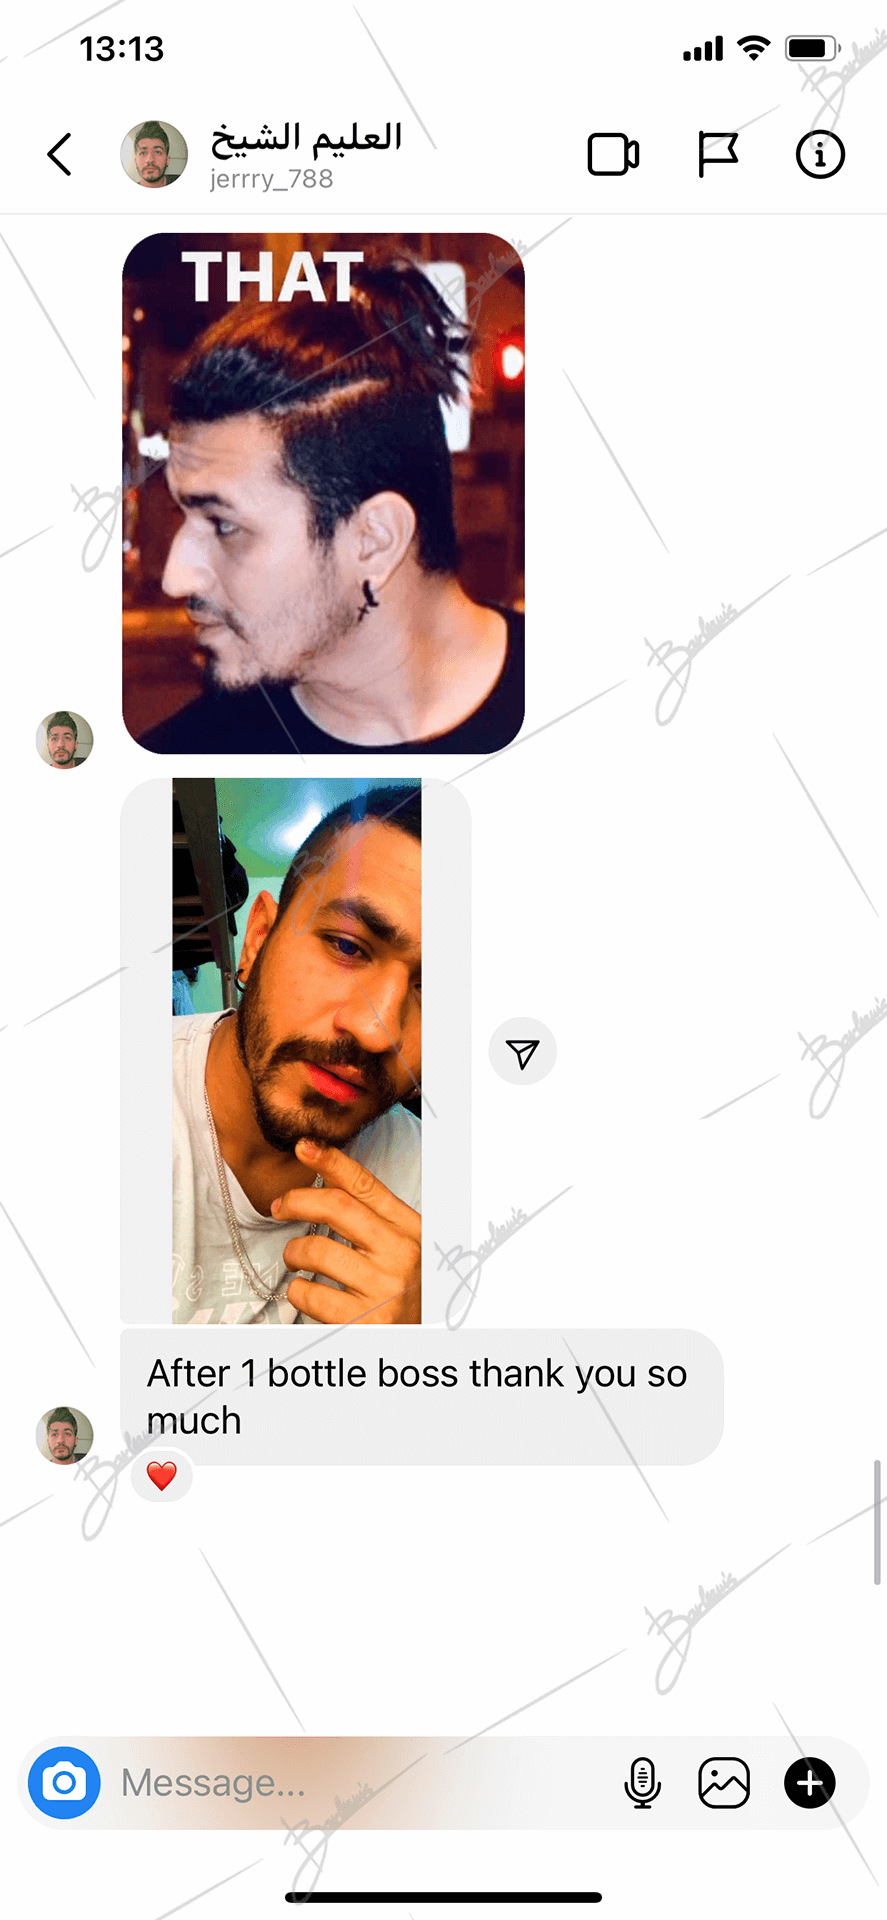 13:13
العليم الشيخ
jerrry_788
THAT
After 1 bottle boss thank you so
much
Message...